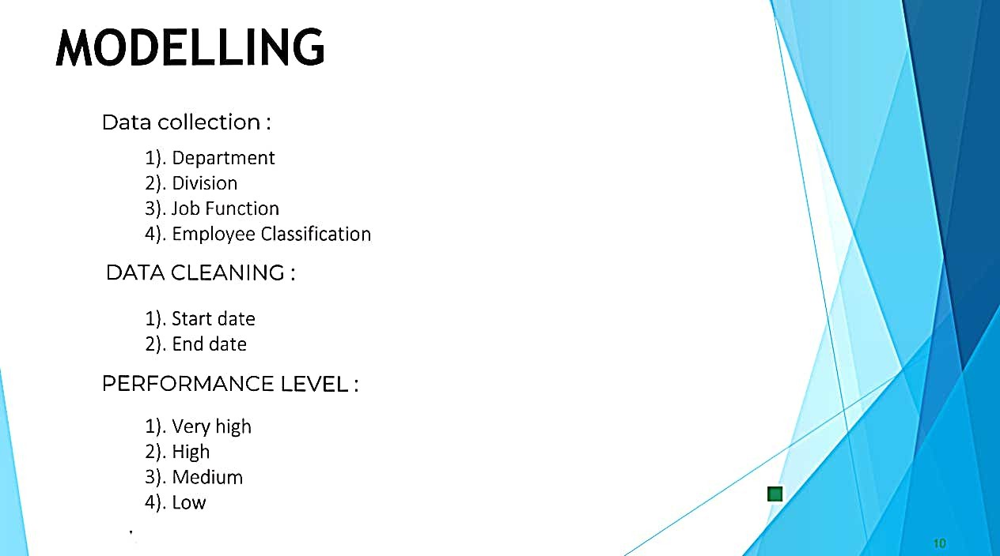 MODELLING
Data collection :
1). Department
2). Division
3). Job Function
4). Employee Classification
DATA CLEANING :
1). Start date
2). End date
PERFORMANCE LEVEL :
1). Very high
2). High
3). Medium
4). Low
10